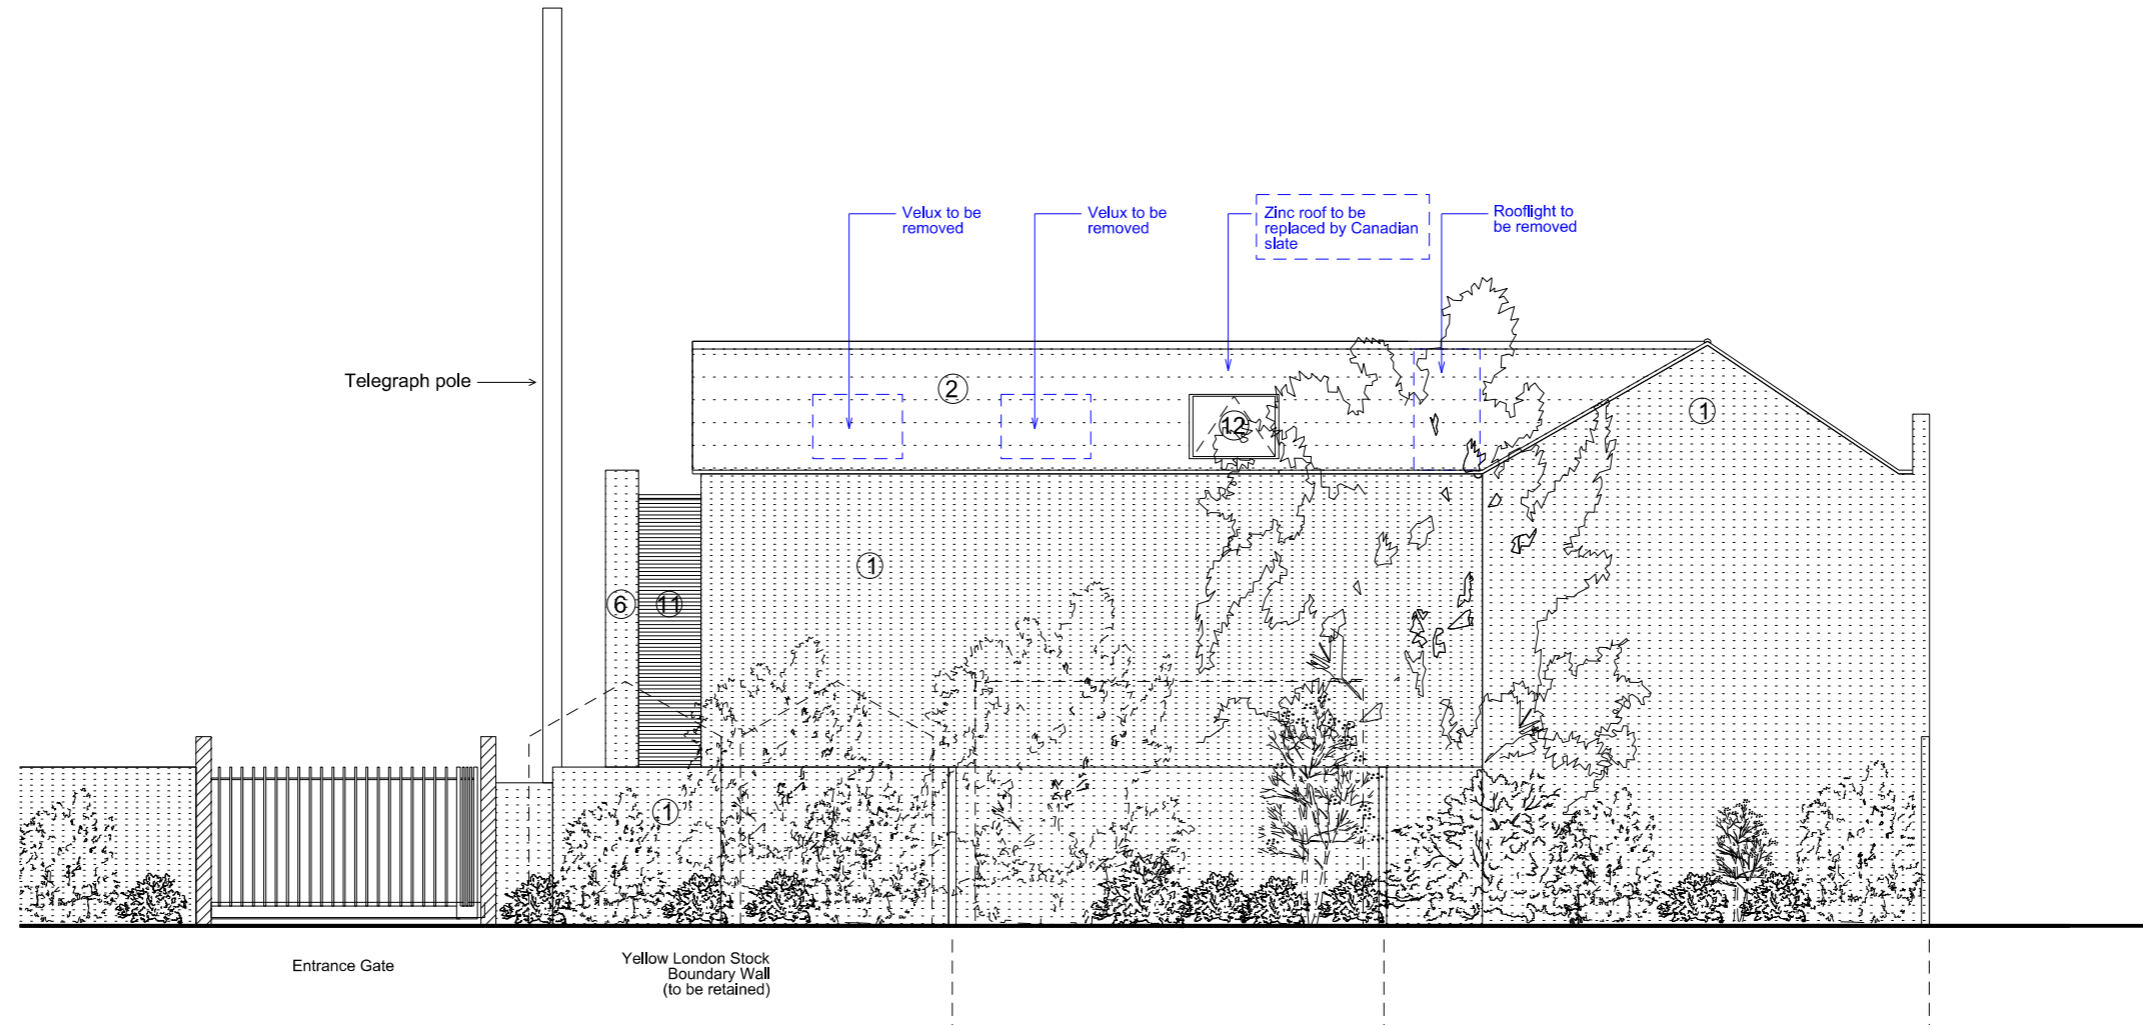 Velux to be
removed
Velux to be
removed
Zinc roof to be
replaced by Canadian
slate
Rooflight to
be removed
Telegraph pole
2
12
1
1
6
11
1
Entrance Gate
Yellow London Stock
Boundary Wall
(to be retained)